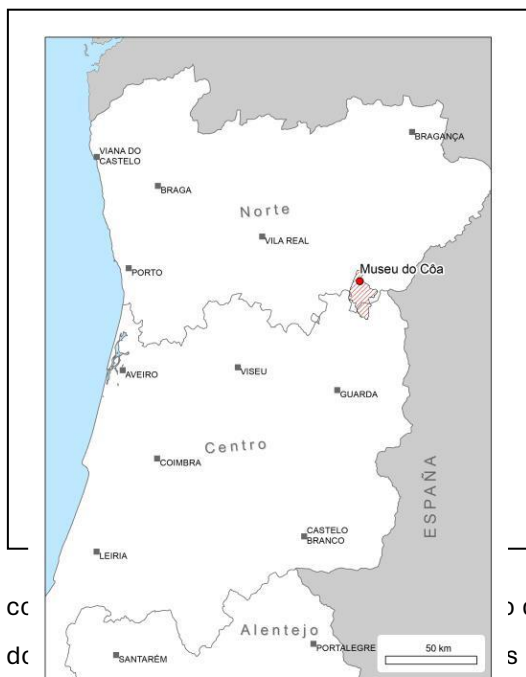 BRAGANÇA
VIANA DO
CASTELO
BRAGA
Norte
VILA REAL
Museu do Côa
PORTO
AVEIRO
VISEU
GUARDA
Centro
COIMBRA
ESPAÑA
CASTELO
BRANCO
LEIRIA
Alentejo
PORTALEGRE
50 km
SANTARÉM